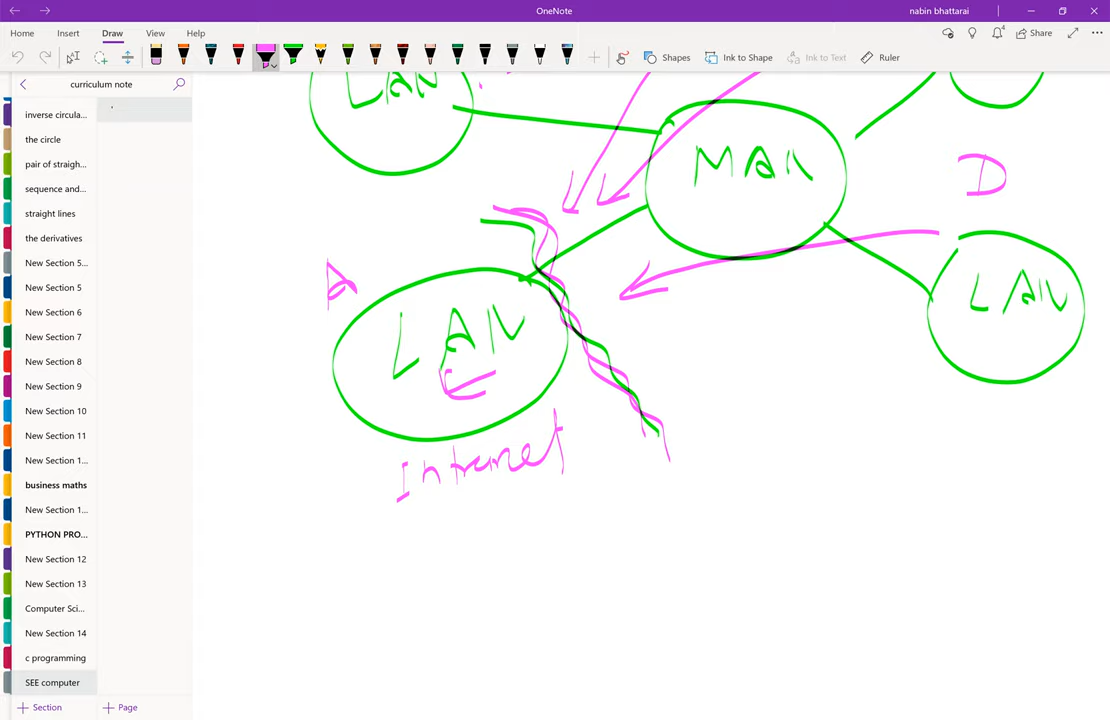 OneNote
nabin bhattarai
Home
Insert
Draw
View
Help
Share
Shapes
Ink to Shape
Ink to Text
Ruler
curriculum note
inverse circula...
the circle
pair of straigh...
sequence and...
straight lines
the derivatives
New Section 5...
New Section 5
New Section 6
New Section 7
New Section 8
New Section 9
New Section 10
New Section 11
New Section 1...
business maths
New Section 1...
PYTHON PRO...
New Section 12
New Section 13
Computer Sci...
New Section 14
c programming
SEE computer
Section
Page
LAN
MAN
D
LAN
LAN
Intranet